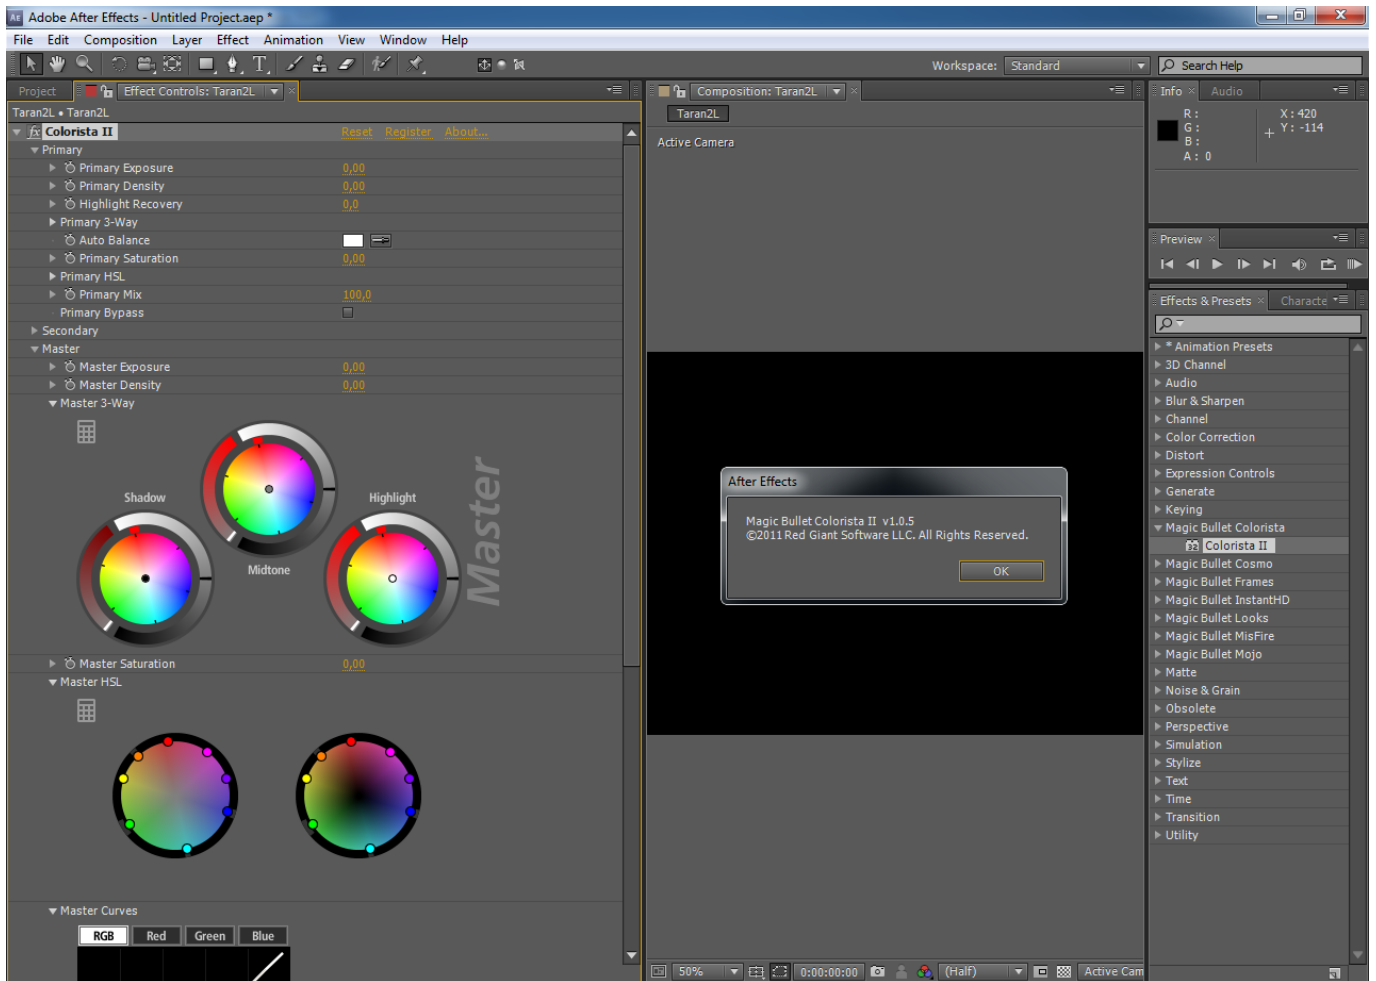 Adobe After Effects - Untitled Project.aep *
File Edit Composition Layer Effect Animation View Window Help
Workspace: Standard
Search Help
Project
Effect Controls: Taran2L
Taran2L • Taran2L
fx Colorista II Reset Register About...
Primary
Primary Exposure 0,00
Primary Density 0,00
Highlight Recovery 0,0
Primary 3-Way
Auto Balance
Primary Saturation 0,00
Primary HSL
Primary Mix 100,0
Primary Bypass
Secondary
Master
Master Exposure 0,00
Master Density 0,00
Master 3-Way
Shadow
Midtone
Highlight
Master
Master Saturation 0,00
Master HSL
Master Curves
RGB Red Green Blue
Composition: Taran2L
Taran2L
Active Camera
After Effects
Magic Bullet Colorista II v1.0.5
©2011 Red Giant Software LLC. All Rights Reserved.
OK
50% 0:00:00:00 (Half) Active Cam
Info Audio
R :
G :
B :
A : 0
X : 420
Y : -114
Preview
Effects & Presets Characte
* Animation Presets
3D Channel
Audio
Blur & Sharpen
Channel
Color Correction
Distort
Expression Controls
Generate
Keying
Magic Bullet Colorista
32 Colorista II
Magic Bullet Cosmo
Magic Bullet Frames
Magic Bullet InstantHD
Magic Bullet Looks
Magic Bullet MisFire
Magic Bullet Mojo
Matte
Noise & Grain
Obsolete
Perspective
Simulation
Stylize
Text
Time
Transition
Utility